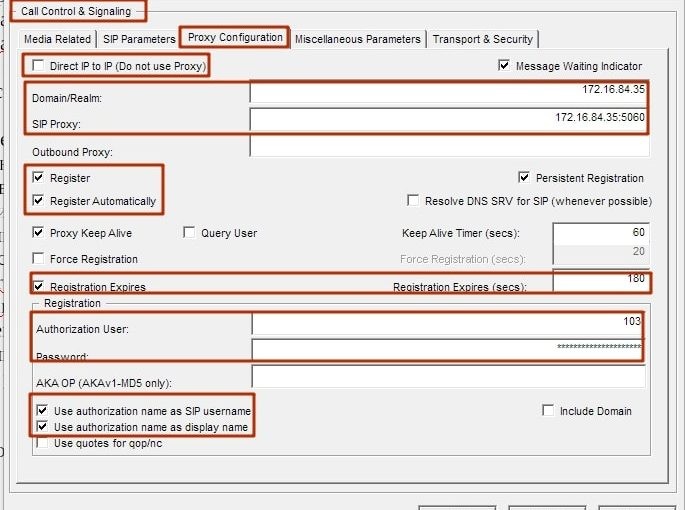 Call Control & Signaling
Media Related SIP Parameters Proxy Configuration Miscellaneous Parameters Transport & Security
Direct IP to IP (Do not use Proxy) Message Waiting Indicator
Domain/Realm: 172.16.84.35
SIP Proxy: 172.16.84.35:5060
Outbound Proxy:
Register Persistent Registration
Register Automatically Resolve DNS SRV for SIP (whenever possible)
Proxy Keep Alive Query User Keep Alive Timer (secs): 60
Force Registration Force Registration (secs): 20
Registration Expires Registration Expires (secs): 180
Registration
Authorization User: 103
Password: **********************
AKA OP (AKAv1-MD5 only):
Use authorization name as SIP username Include Domain
Use authorization name as display name
Use quotes for qop/nc